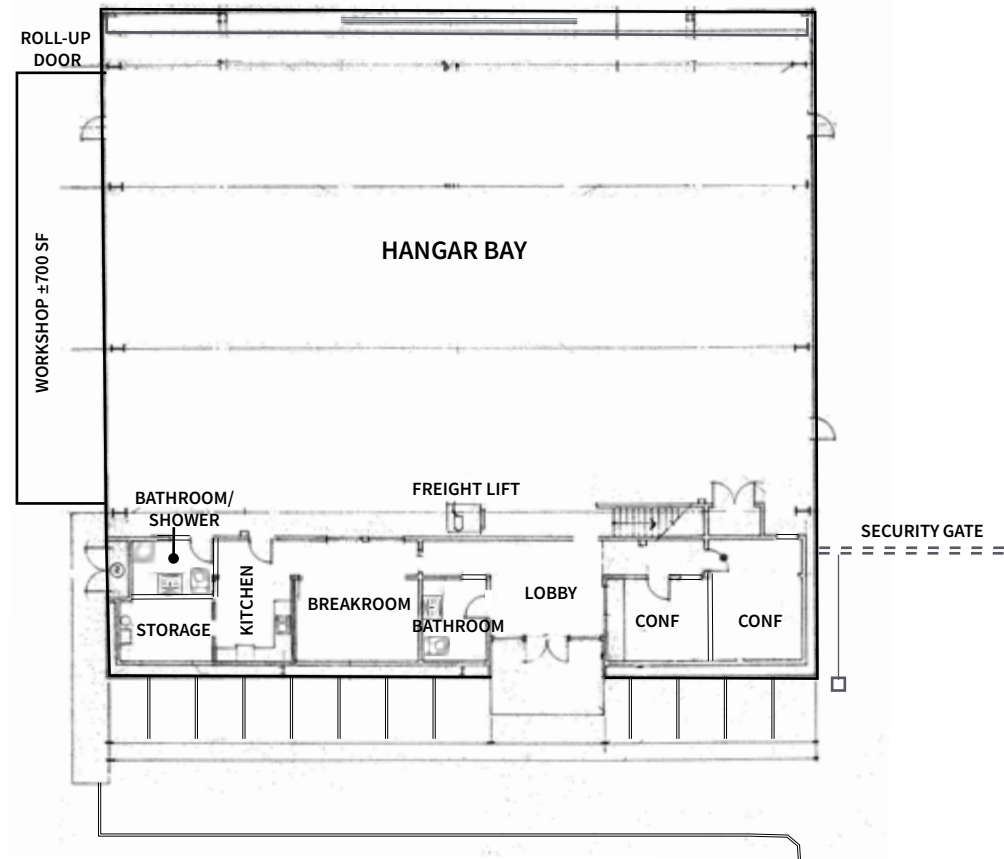 ROLL-UP
DOOR
WORKSHOP ±700 SF
HANGAR BAY
FREIGHT LIFT
BATHROOM/
SHOWER
SECURITY GATE
KITCHEN
BREAKROOM
LOBBY
STORAGE
BATHROOM
CONF
CONF